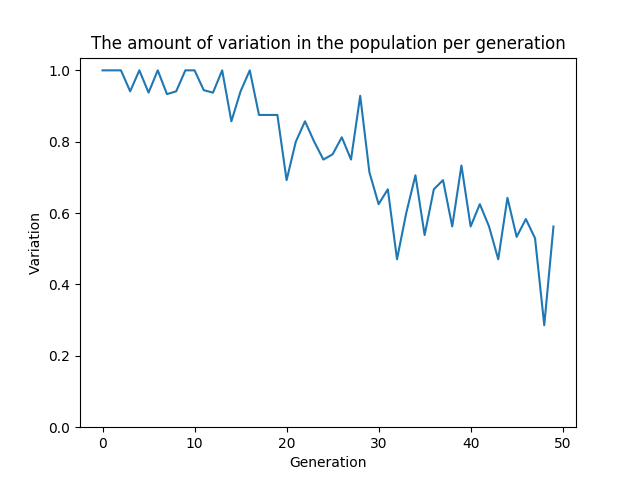 The amount of variation in the population per generation
1.0
0.8
0.6
0.4
0.2
0.0
Variation
0 10 20 30 40 50
Generation